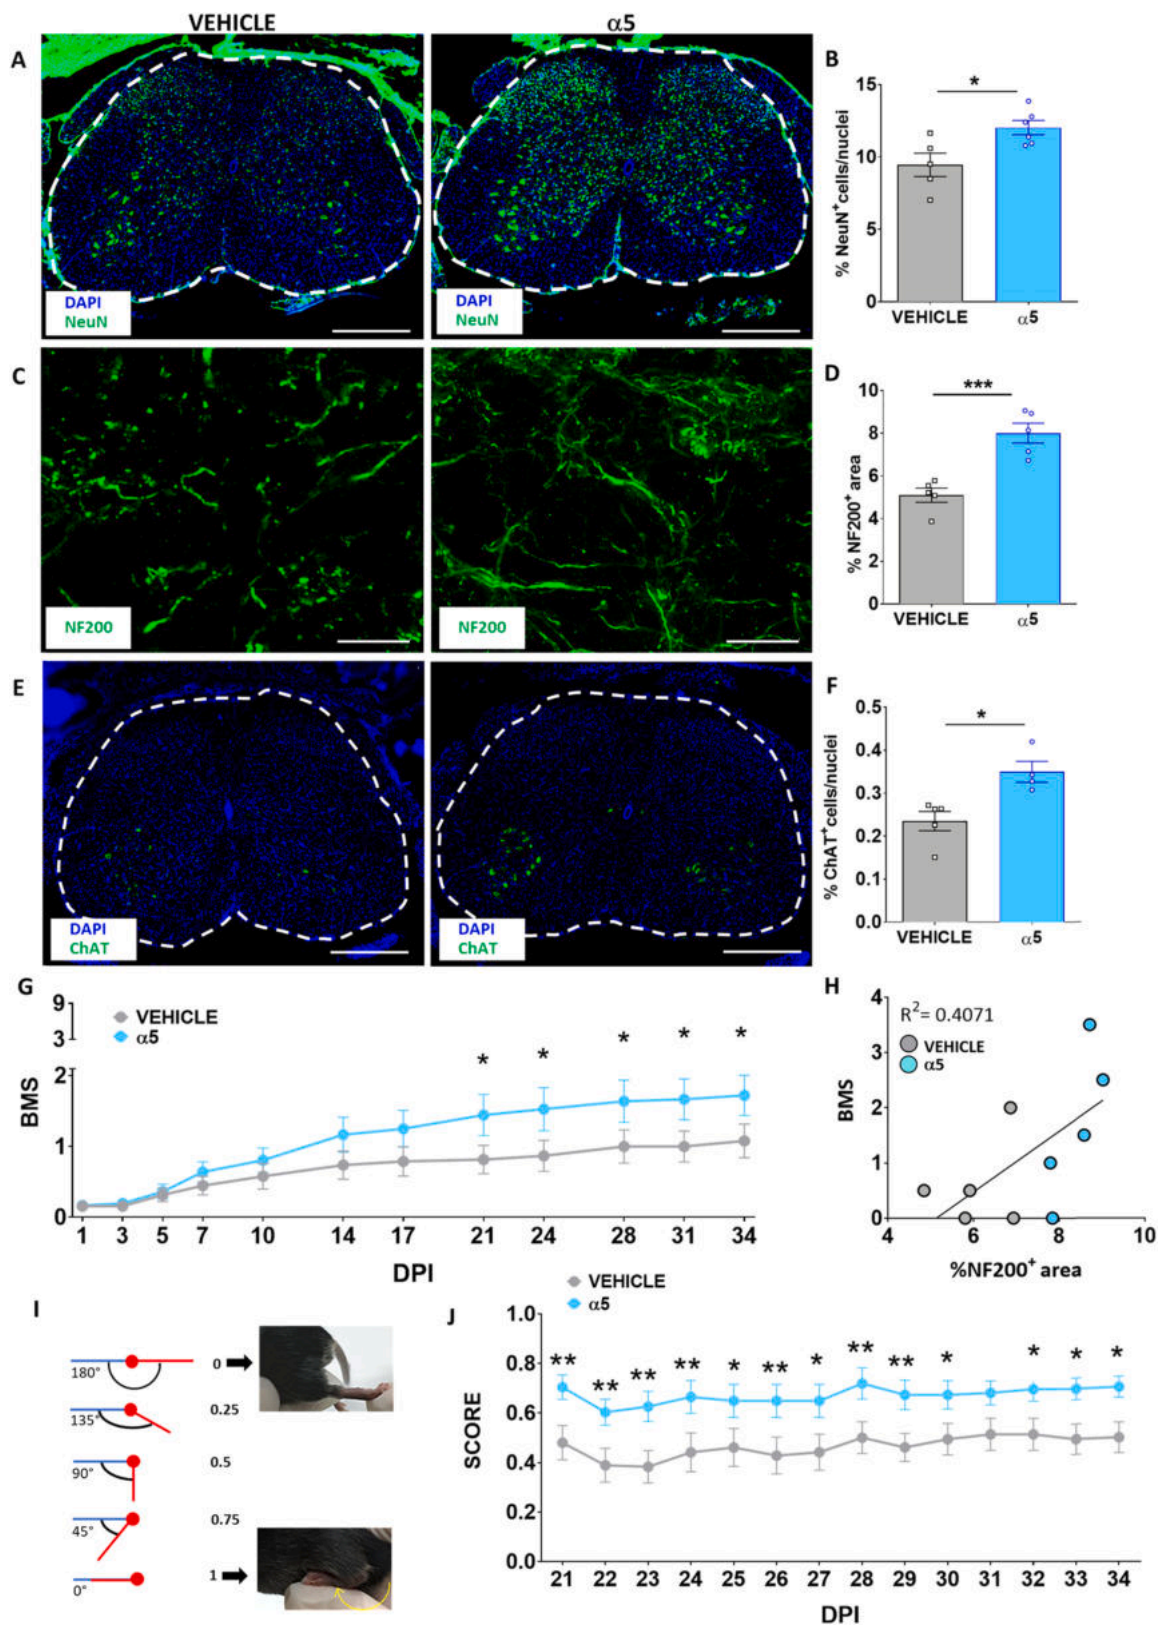 VEHICLE
α5
A
DAPI
NeuN
DAPI
NeuN
B
*
15
10
5
0
% NeuN⁺cells/nuclei
VEHICLE
α5
C
NF200
NF200
D
***
10
8
6
4
2
0
% NF200⁺ area
VEHICLE
α5
E
DAPI
ChAT
DAPI
ChAT
F
*
0.5
0.4
0.3
0.2
0.1
0.0
% ChAT⁺cells/nuclei
VEHICLE
α5
G
VEHICLE
α5
9
3
2
1
0
BMS
* * * * *
1 3 5 7 10 14 17 21 24 28 31 34
DPI
H
R²= 0.4071
VEHICLE
α5
4
3
2
1
0
BMS
4 6 8 10
%NF200⁺ area
I
180° 0
135° 0.25
90° 0.5
45° 0.75
0° 1
J
VEHICLE
α5
1.0
0.8
0.6
0.4
0.2
0.0
SCORE
** ** ** ** * ** * ** ** * * * *
21 22 23 24 25 26 27 28 29 30 31 32 33 34
DPI